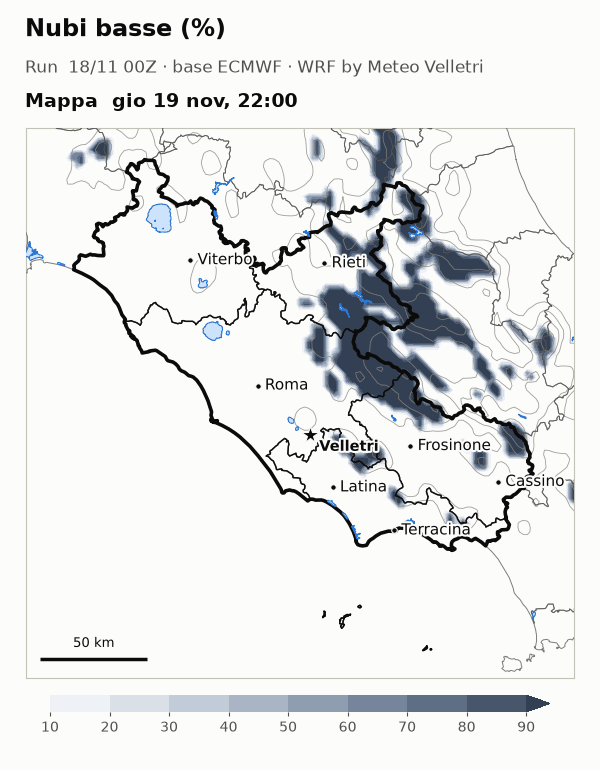 Nubi basse (%)
Run  18/11 00Z · base ECMWF · WRF by Meteo Velletri
Mappa  gio 19 nov, 22:00
Viterbo
Rieti
Roma
Velletri
Frosinone
Latina
Cassino
Terracina
50 km
10 20 30 40 50 60 70 80 90